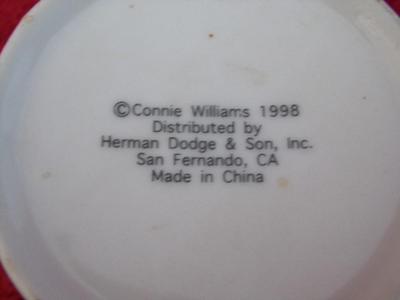 ©Connie Williams 1998
Distributed by
Herman Dodge & Son, Inc.
San Fernando, CA
Made in China